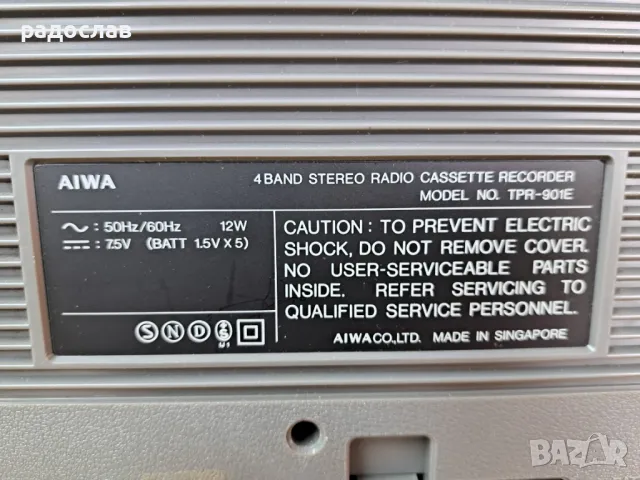 радослав
AIWA
4 BAND STEREO RADIO CASSETTE RECORDER
MODEL NO. TPR-901E
∼ : 50Hz/60Hz 12W
⎓ : 7.5V (BATT 1.5V X 5)
CAUTION : TO PREVENT ELECTRIC
SHOCK, DO NOT REMOVE COVER.
NO USER-SERVICEABLE PARTS
INSIDE. REFER SERVICING TO
QUALIFIED SERVICE PERSONNEL.
S N D
AIWA CO., LTD. MADE IN SINGAPORE
BAZAR